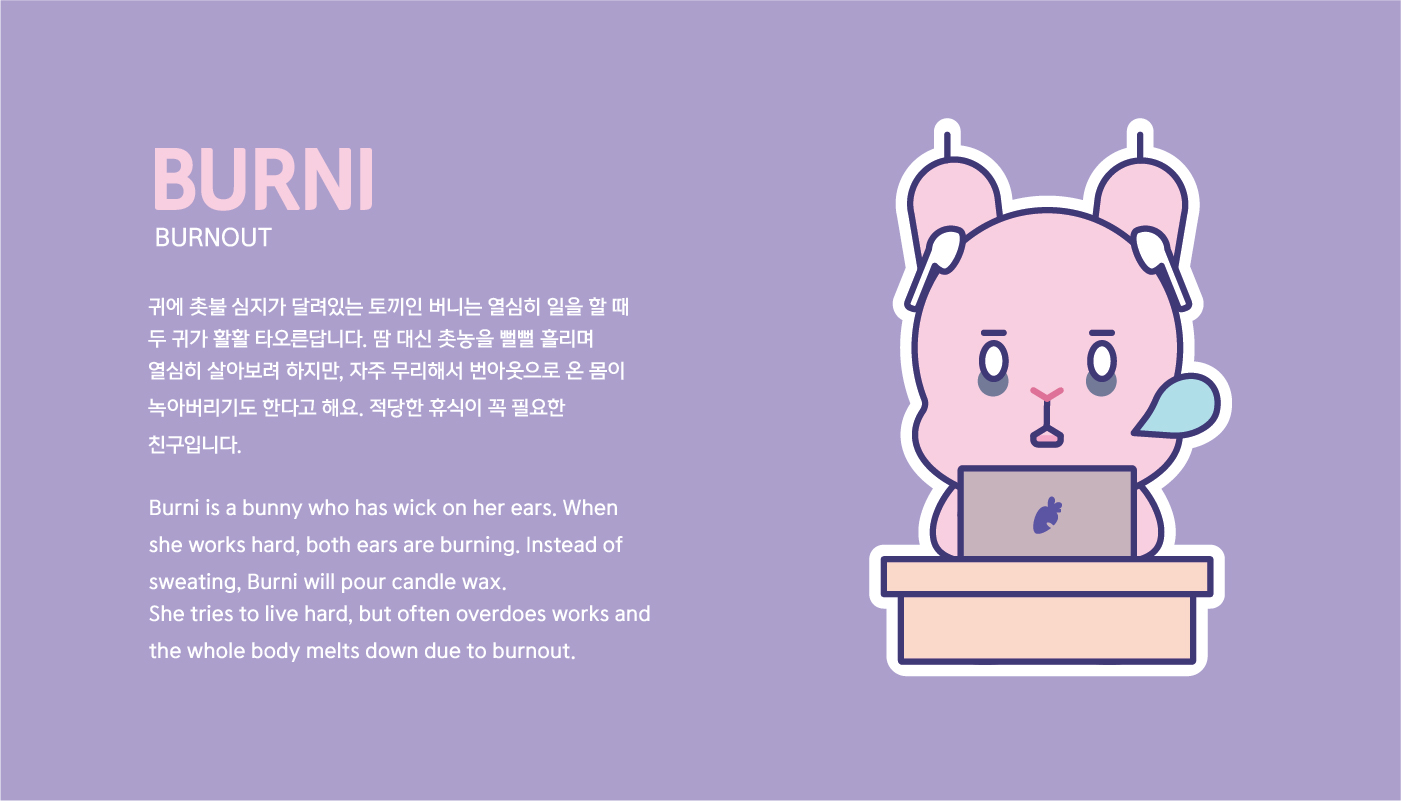 BURNI
BURNOUT
귀에 촛불 심지가 달려있는 토끼인 버니는 열심히 일을 할 때
두 귀가 활활 타오른답니다. 땀 대신 촛농을 뻘뻘 흘리며
열심히 살아보려 하지만, 자주 무리해서 번아웃으로 온 몸이
녹아버리기도 한다고 해요. 적당한 휴식이 꼭 필요한
친구입니다.
Burni is a bunny who has wick on her ears. When
she works hard, both ears are burning. Instead of
sweating, Burni will pour candle wax.
She tries to live hard, but often overdoes works and
the whole body melts down due to burnout.